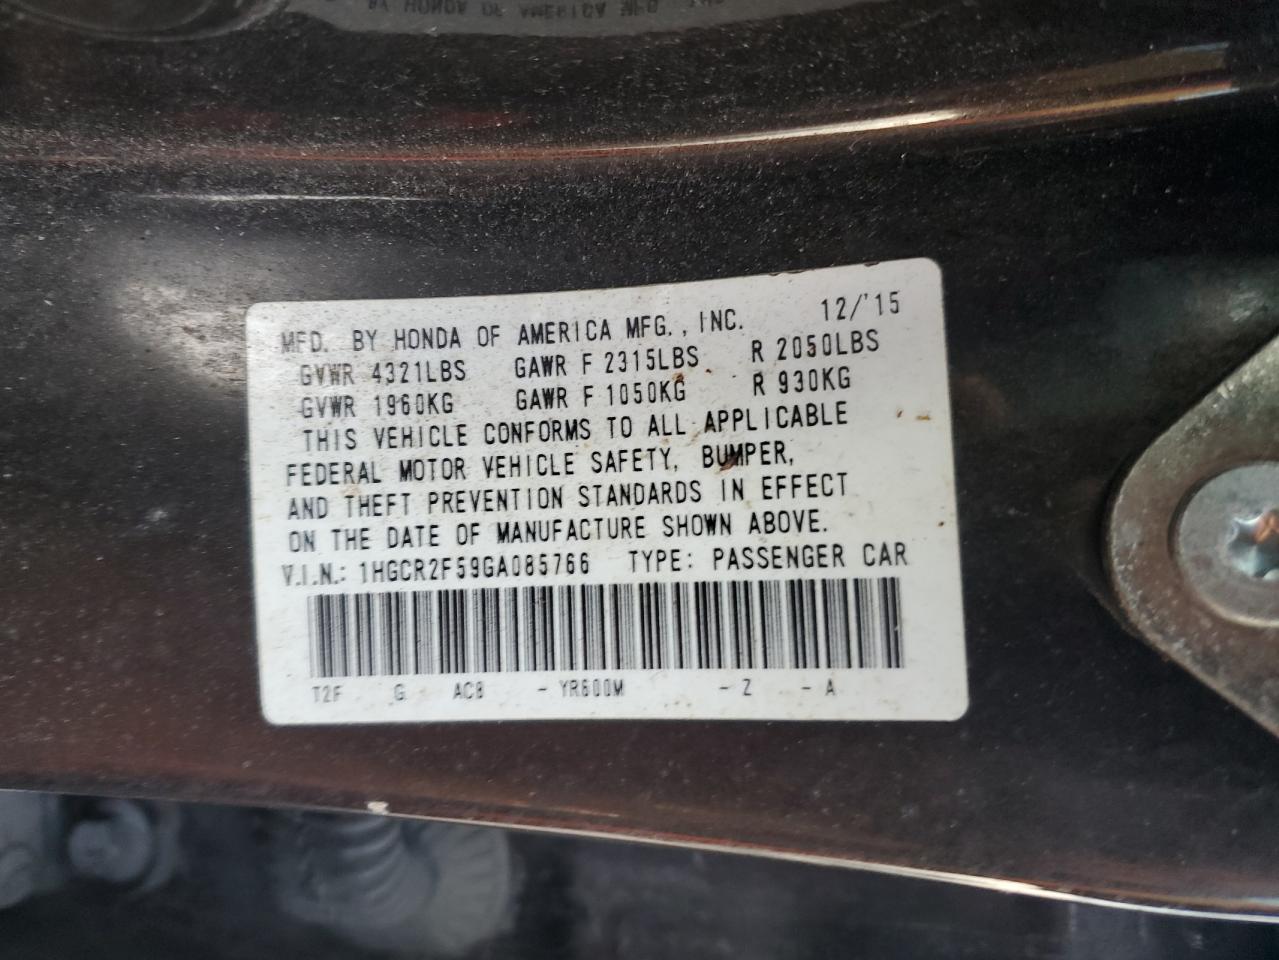 MFD. BY HONDA OF AMERICA MFG., INC. 12/'15
GVWR 4321LBS GAWR F 2315LBS R 2050LBS
GVWR 1960KG GAWR F 1050KG R 930KG
THIS VEHICLE CONFORMS TO ALL APPLICABLE
FEDERAL MOTOR VEHICLE SAFETY, BUMPER,
AND THEFT PREVENTION STANDARDS IN EFFECT
ON THE DATE OF MANUFACTURE SHOWN ABOVE.
V.I.N.: 1HGCR2F59GA085766 TYPE: PASSENGER CAR
T2F G AC8 - YR600M - Z - A